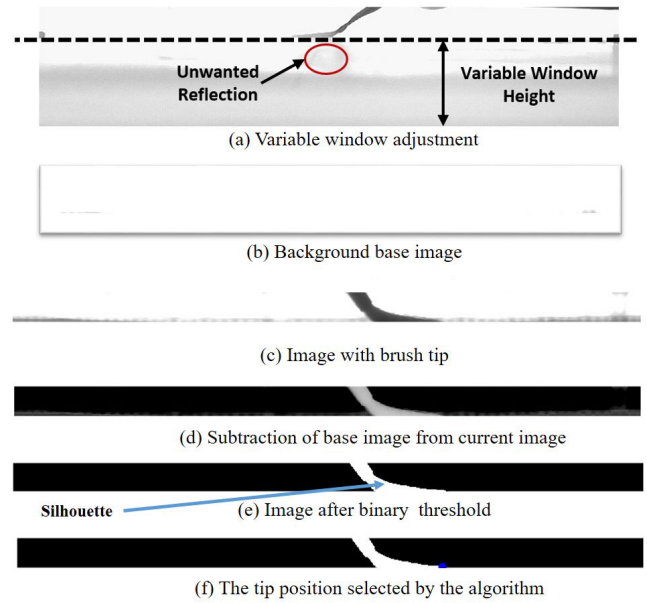 Unwanted
Reflection
Variable Window
Height
(a) Variable window adjustment
(b) Background base image
(c) Image with brush tip
(d) Subtraction of base image from current image
Silhouette
(e) Image after binary threshold
(f) The tip position selected by the algorithm